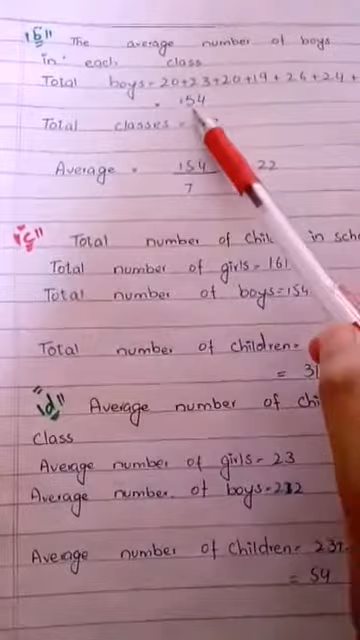 "b" The average number of boys
in each class
Total boys = 20+23+20+19+26+24+
= 154
Total classes =
Average = 154 22
7
"c" Total number of in
Total number of girls = 161
Total number of boys = 154
Total number of children =
= 31
"d" Average number of
class
Average number of girls = 23
Average number of boys =
Average number of children = 23+
= 54